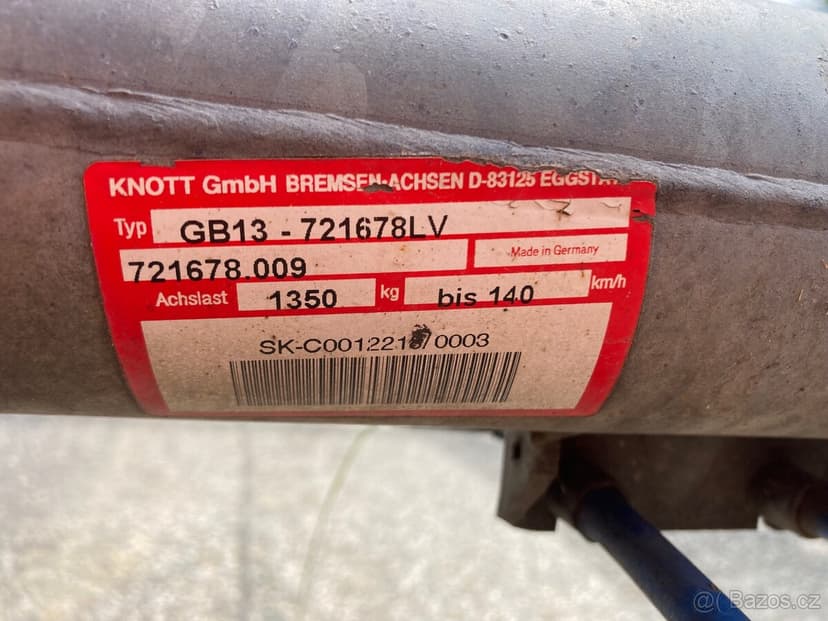 KNOTT GmbH BREMSEN-ACHSEN D-83125
Typ GB13 - 721678LV
721678.009 Made in Germany
Achslast 1350 kg bis 140 km/h
@ Bazos.cz